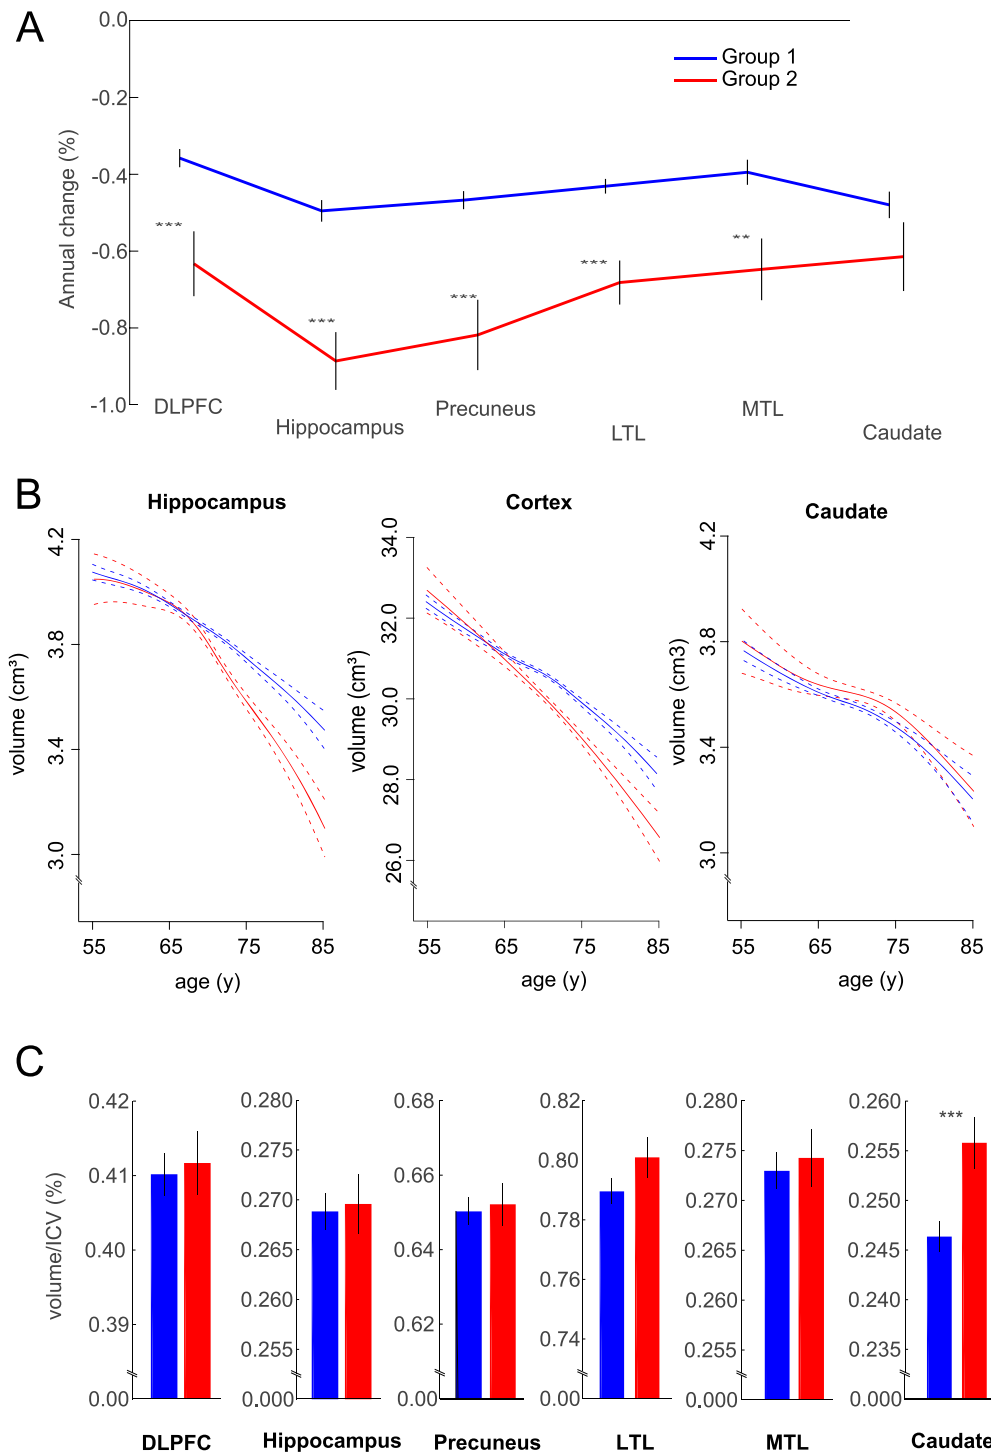 A
0.0
-0.2
-0.4
-0.6
-0.8
-1.0
Annual change (%)
Group 1
Group 2
***
***
***
***
**
DLPFC
Hippocampus
Precuneus
LTL
MTL
Caudate
B
Hippocampus
4.2
3.8
3.4
3.0
volume (cm³)
55 65 75 85
age (y)
Cortex
34.0
32.0
30.0
28.0
26.0
volume (cm³)
55 65 75 85
age (y)
Caudate
4.2
3.8
3.4
3.0
volume (cm3)
55 65 75 85
age (y)
C
volume/ICV (%)
0.42
0.41
0.40
0.39
0.00
DLPFC
0.280
0.275
0.270
0.265
0.260
0.255
0.000
Hippocampus
0.68
0.66
0.64
0.62
0.00
Precuneus
0.82
0.80
0.78
0.76
0.74
0.00
LTL
0.280
0.275
0.270
0.265
0.260
0.255
0.000
MTL
0.260
0.255
0.250
0.245
0.240
0.235
0.000
***
Caudate